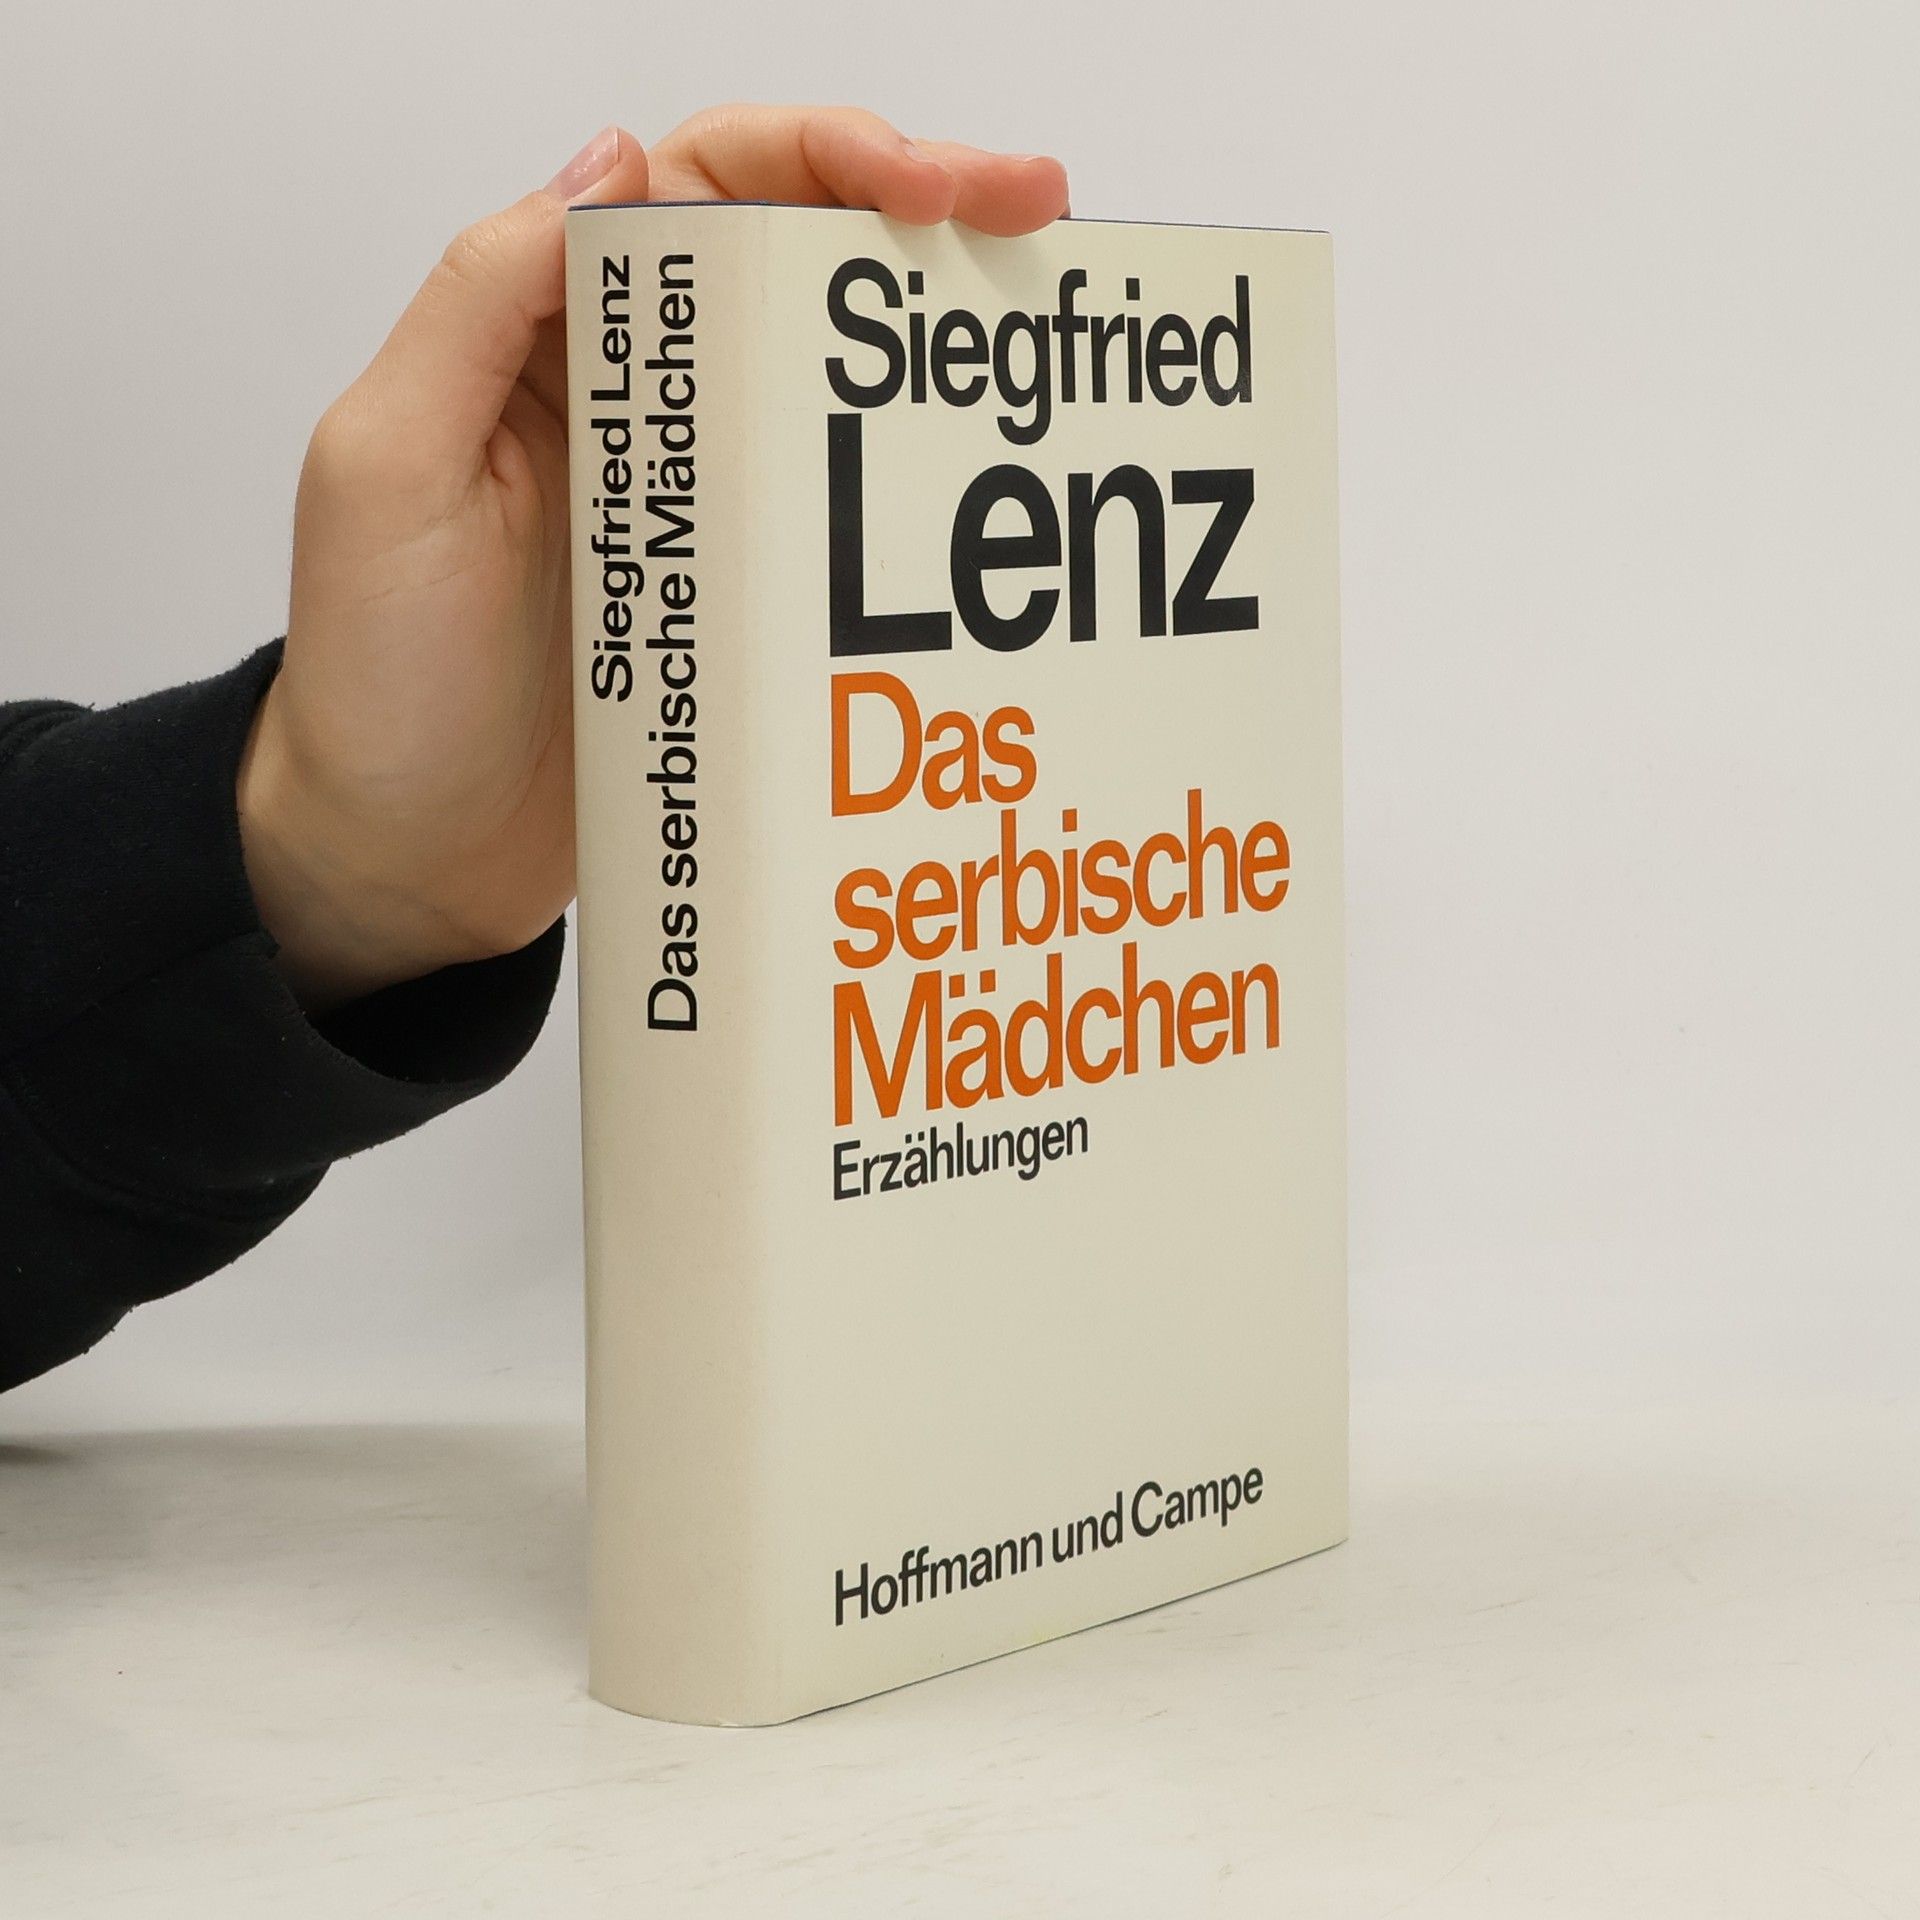 Siegfried Lenz
Das serbische Mädchen
Siegfried
Lenz
Das
serbische
Mädchen
Erzählungen
Hoffmann und Campe